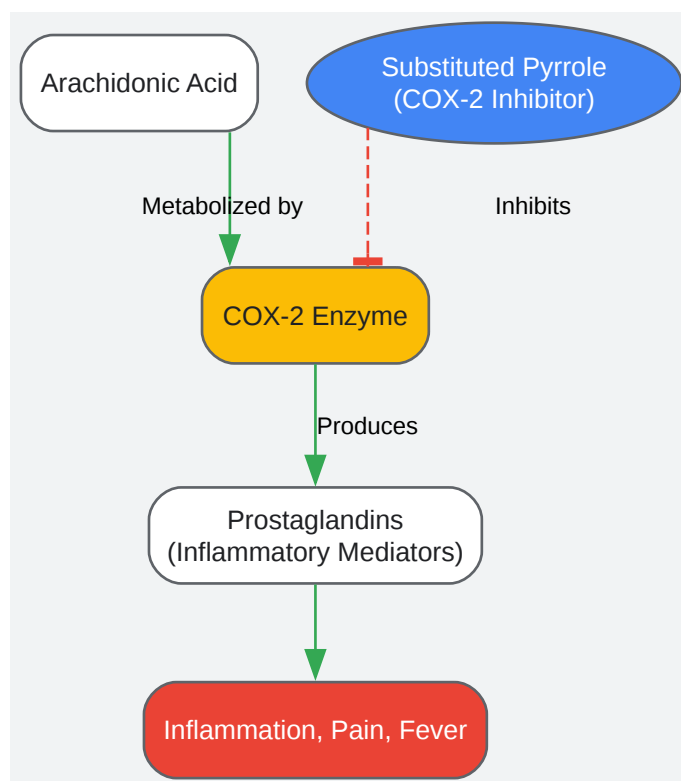 Arachidonic Acid
Substituted Pyrrole
(COX-2 Inhibitor)
Metabolized by
Inhibits
COX-2 Enzyme
Produces
Prostaglandins
(Inflammatory Mediators)
Inflammation, Pain, Fever